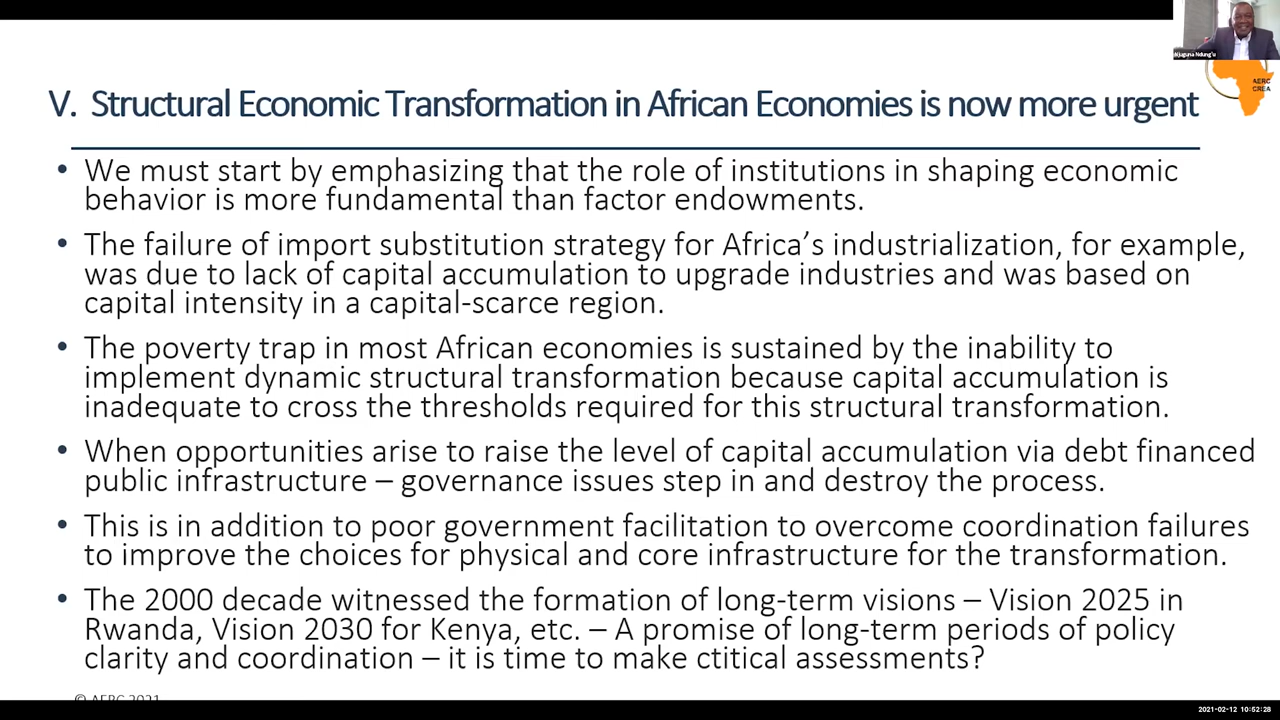 Njuguna Ndung'u
AERC
CREA
V. Structural Economic Transformation in African Economies is now more urgent
• We must start by emphasizing that the role of institutions in shaping economic
behavior is more fundamental than factor endowments.
• The failure of import substitution strategy for Africa's industrialization, for example,
was due to lack of capital accumulation to upgrade industries and was based on
capital intensity in a capital-scarce region.
• The poverty trap in most African economies is sustained by the inability to
implement dynamic structural transformation because capital accumulation is
inadequate to cross the thresholds required for this structural transformation.
• When opportunities arise to raise the level of capital accumulation via debt financed
public infrastructure – governance issues step in and destroy the process.
• This is in addition to poor government facilitation to overcome coordination failures
to improve the choices for physical and core infrastructure for the transformation.
• The 2000 decade witnessed the formation of long-term visions – Vision 2025 in
Rwanda, Vision 2030 for Kenya, etc. – A promise of long-term periods of policy
clarity and coordination – it is time to make ctitical assessments?
© AERC 2021
2021-02-12 10:52:28